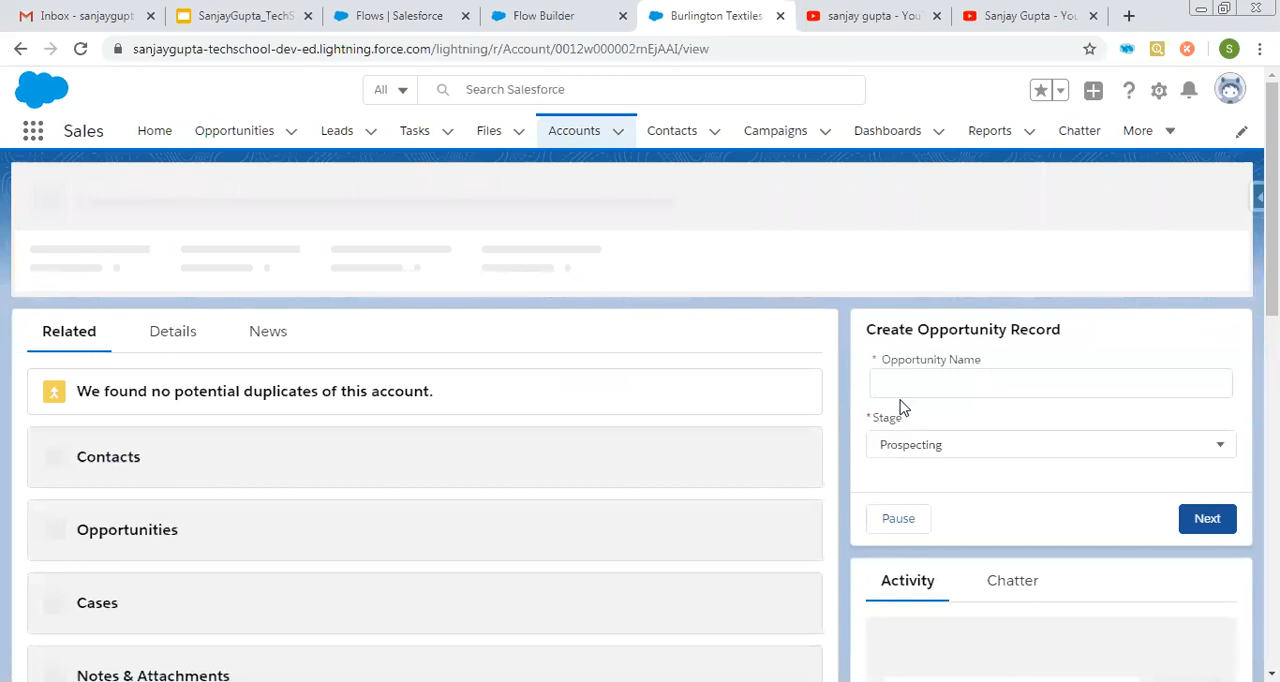 Inbox - sanjaygupt
SanjayGupta_TechS
Flows | Salesforce
Flow Builder
Burlington Textiles
sanjay gupta - You
Sanjay Gupta - You
sanjaygupta-techschool-dev-ed.lightning.force.com/lightning/r/Account/0012w000002rnEjAAI/view
S
All
Search Salesforce
Sales
Home
Opportunities
Leads
Tasks
Files
Accounts
Contacts
Campaigns
Dashboards
Reports
Chatter
More
Related
Details
News
We found no potential duplicates of this account.
Contacts
Opportunities
Cases
Notes & Attachments
Create Opportunity Record
* Opportunity Name
* Stage
Prospecting
Pause
Next
Activity
Chatter